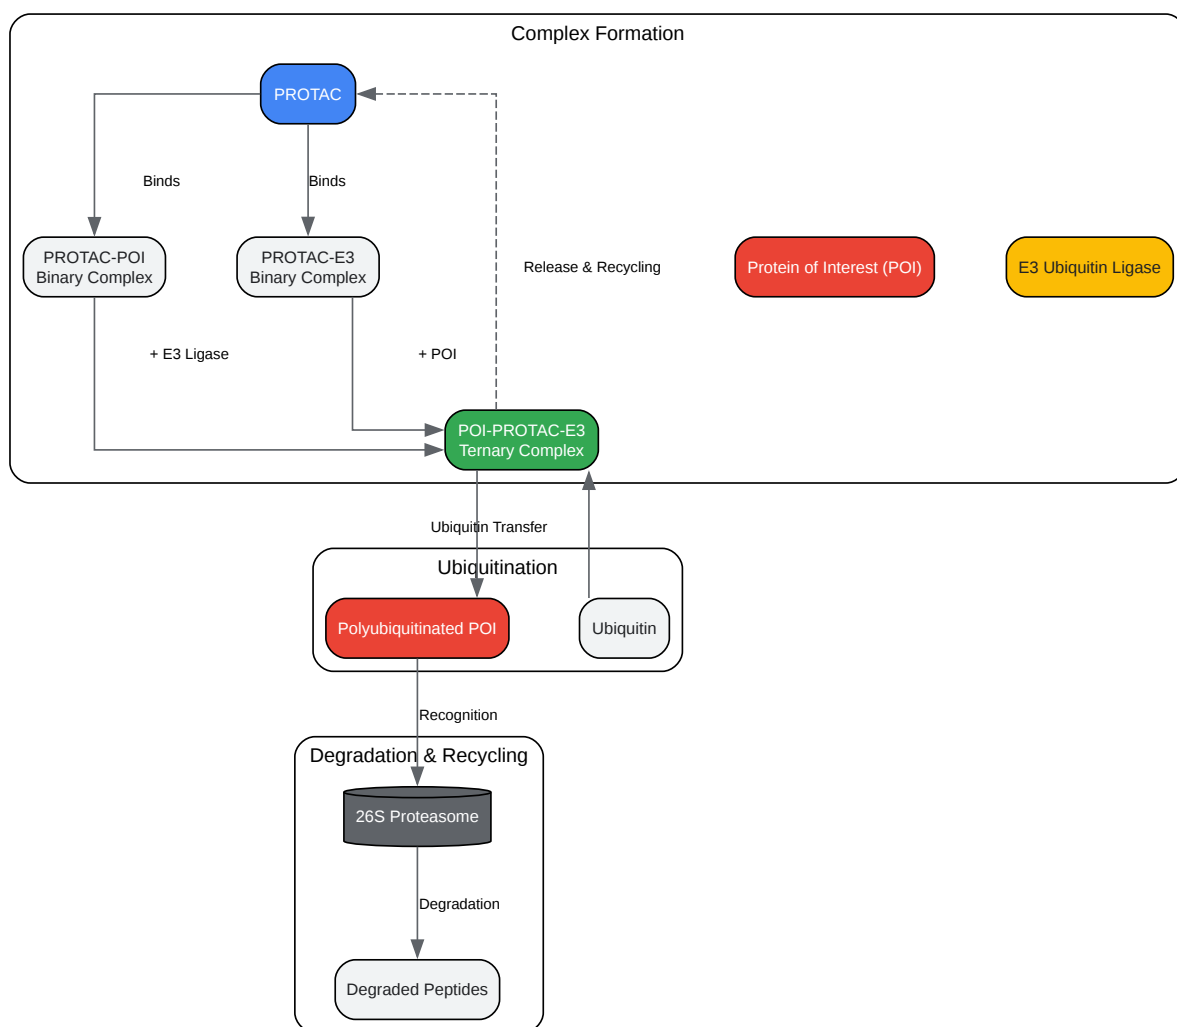 Complex Formation
PROTAC
Binds
Binds
PROTAC-POI
Binary Complex
PROTAC-E3
Binary Complex
Release & Recycling
Protein of Interest (POI)
E3 Ubiquitin Ligase
+ E3 Ligase
+ POI
POI-PROTAC-E3
Ternary Complex
Ubiquitin Transfer
Ubiquitination
Polyubiquitinated POI
Ubiquitin
Recognition
Degradation & Recycling
26S Proteasome
Degradation
Degraded Peptides